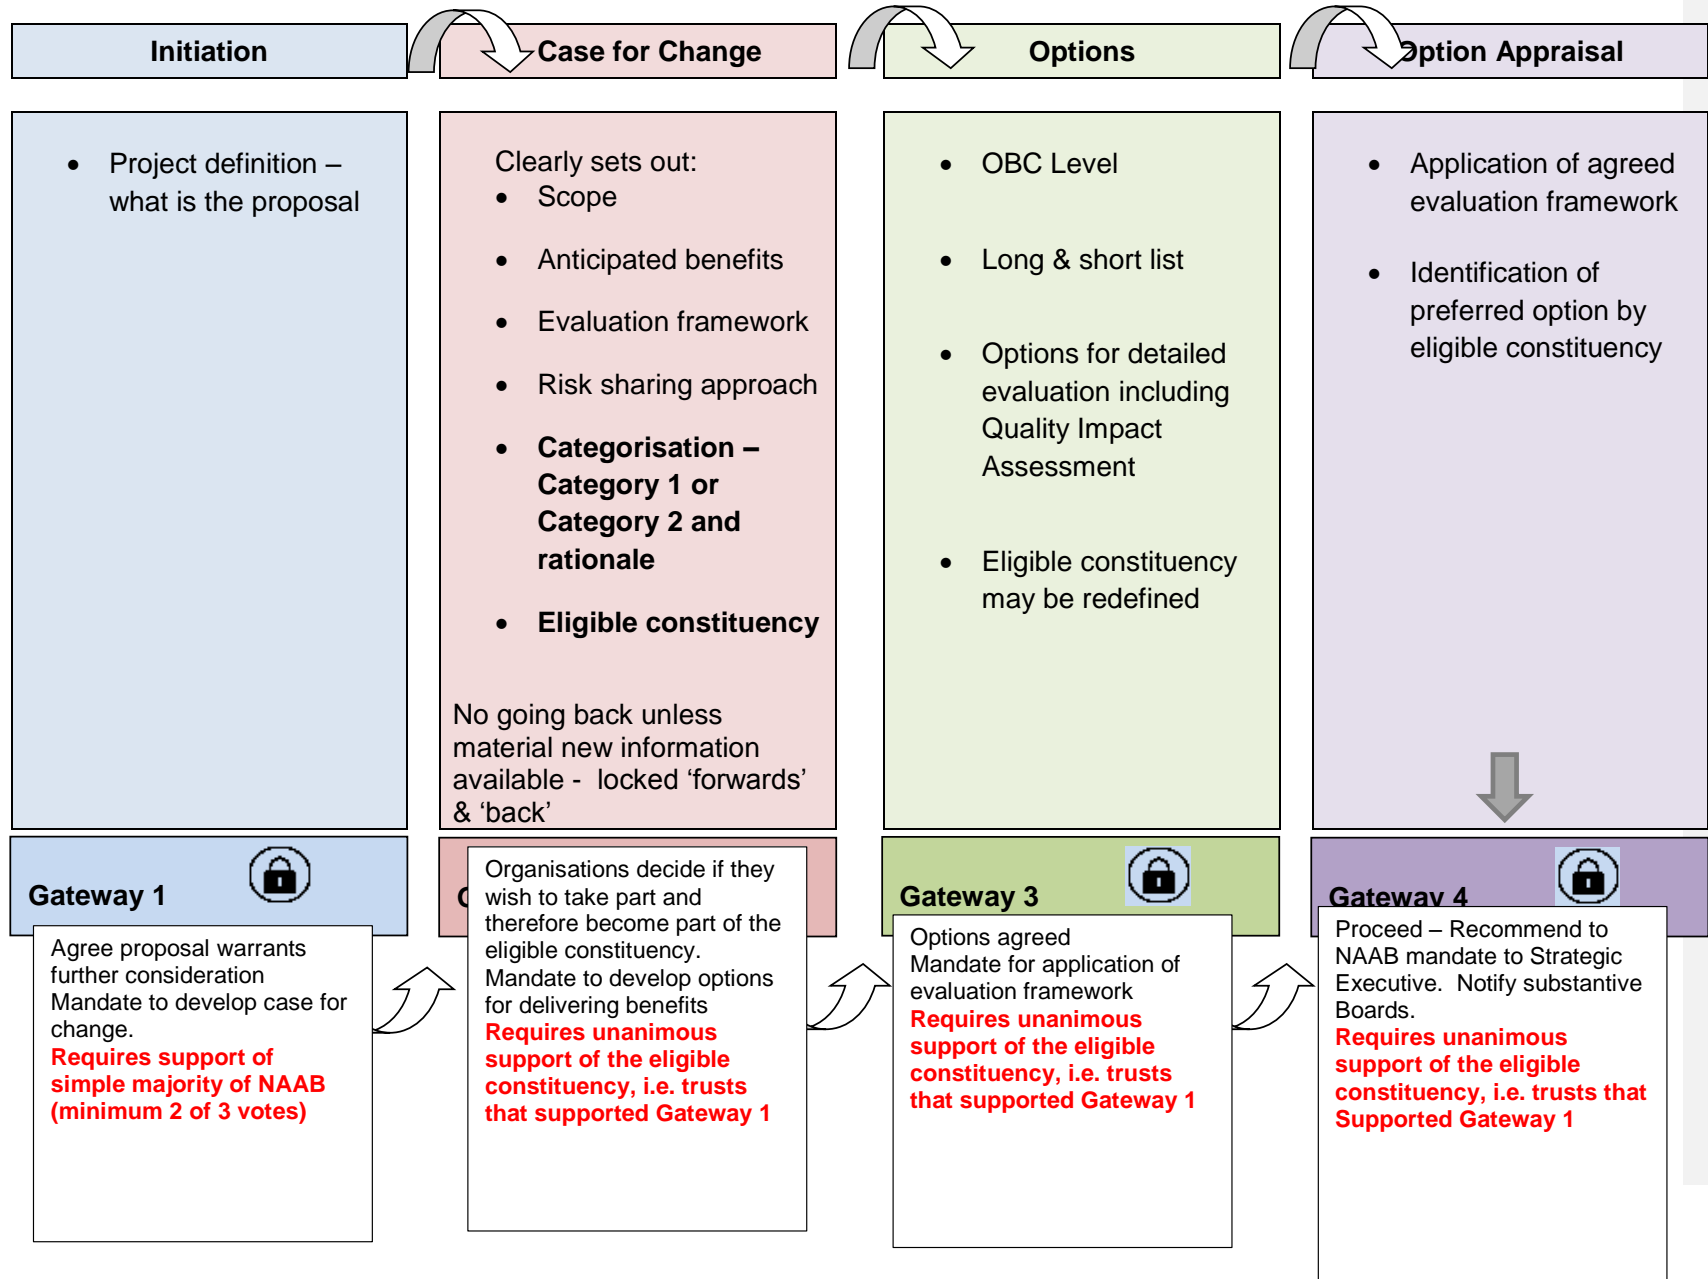 Initiation
Case for Change
Options
Option Appraisal
• Project definition –
what is the proposal
Clearly sets out:
• Scope
• Anticipated benefits
• Evaluation framework
• Risk sharing approach
• Categorisation –
Category 1 or
Category 2 and
rationale
• Eligible constituency
No going back unless
material new information
available - locked ‘forwards’
& ‘back’
• OBC Level
• Long & short list
• Options for detailed
evaluation including
Quality Impact
Assessment
• Eligible constituency
may be redefined
• Application of agreed
evaluation framework
• Identification of
preferred option by
eligible constituency
Gateway 1
Agree proposal warrants
further consideration
Mandate to develop case for
change.
Requires support of
simple majority of NAAB
(minimum 2 of 3 votes)
Organisations decide if they
wish to take part and
therefore become part of the
eligible constituency.
Mandate to develop options
for delivering benefits
Requires unanimous
support of the eligible
constituency, i.e. trusts
that supported Gateway 1
Gateway 3
Options agreed
Mandate for application of
evaluation framework
Requires unanimous
support of the eligible
constituency, i.e. trusts
that supported Gateway 1
Gateway 4
Proceed – Recommend to
NAAB mandate to Strategic
Executive. Notify substantive
Boards.
Requires unanimous
support of the eligible
constituency, i.e. trusts that
Supported Gateway 1